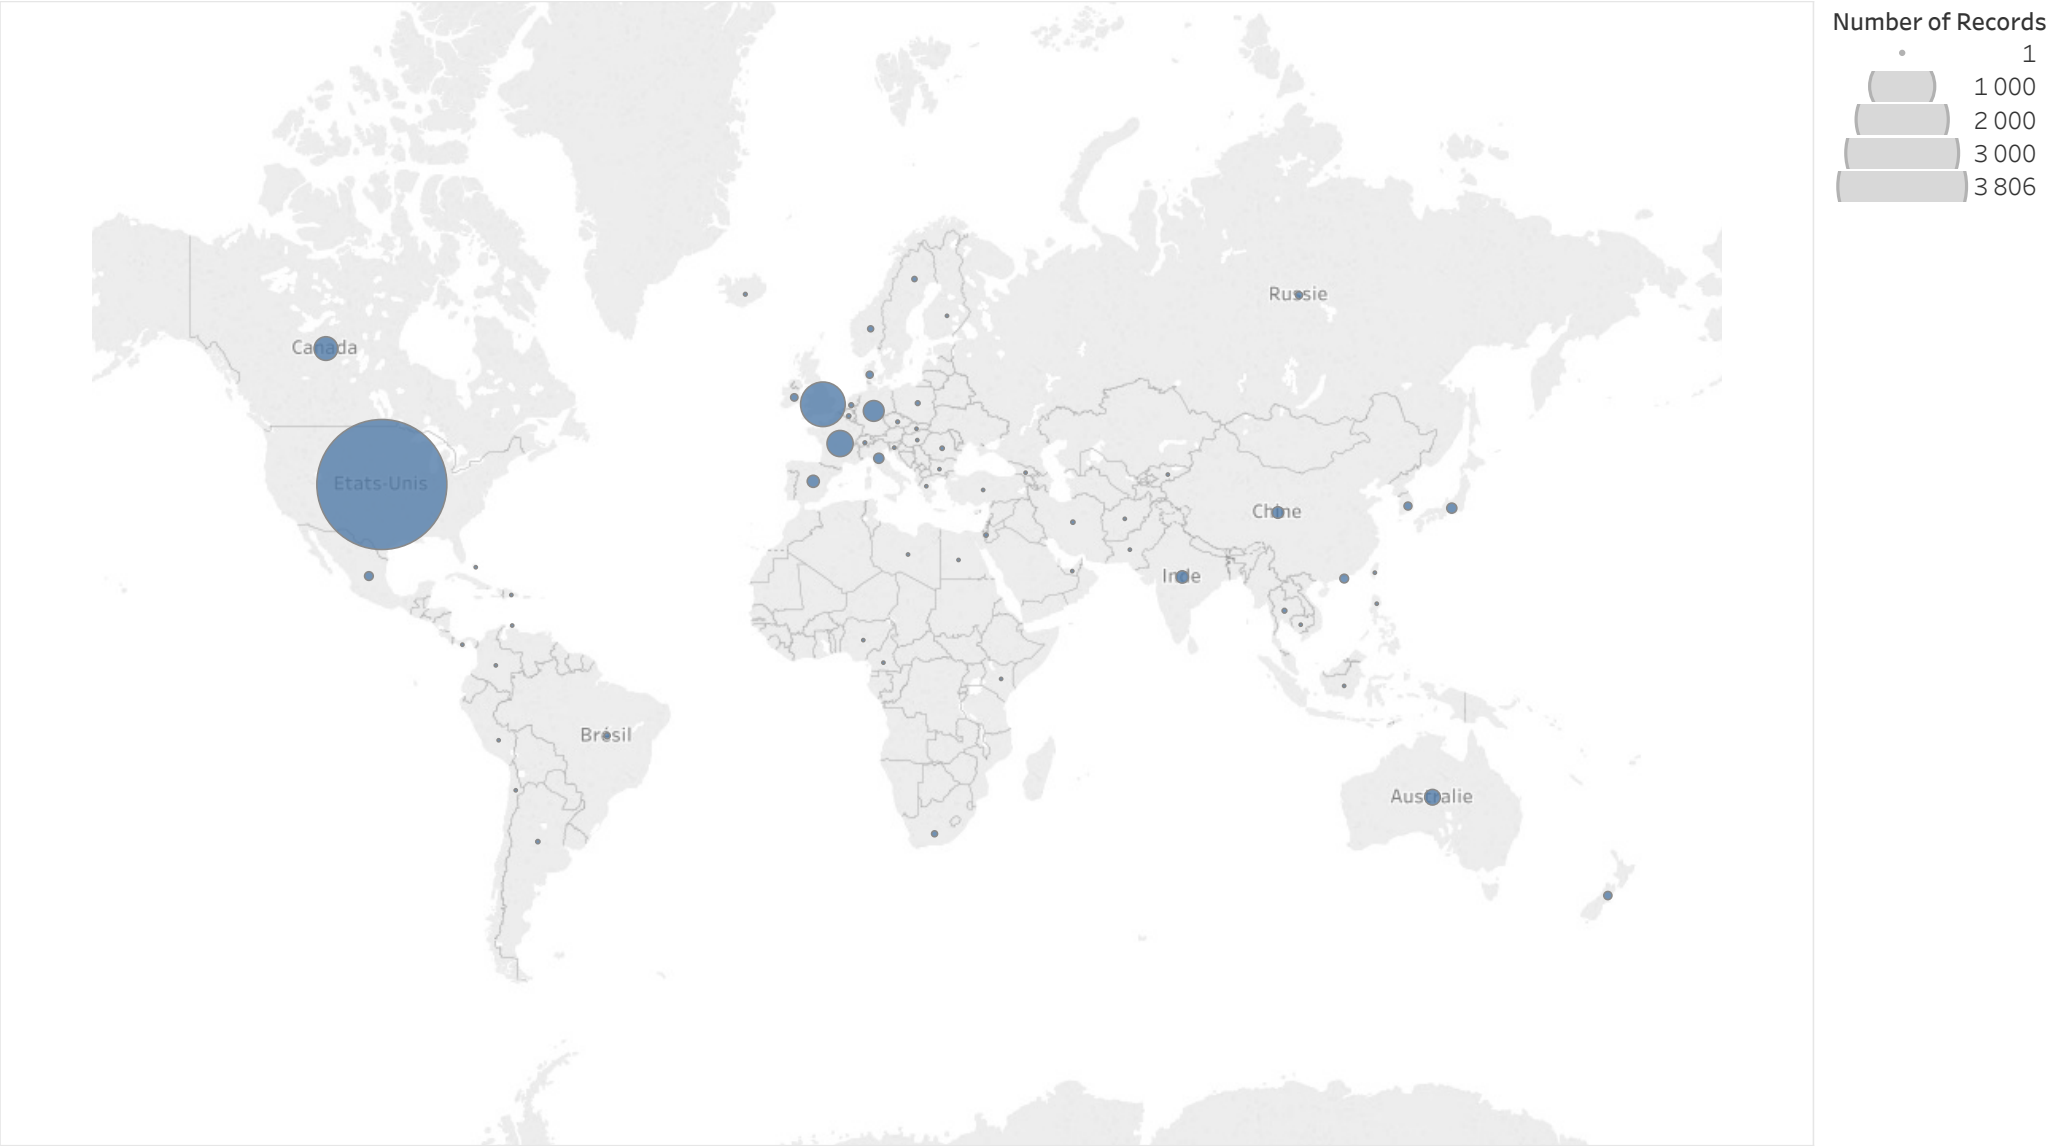 Number of Records
1
1 000
2 000
3 000
3 806
Russie
Canada
Etats-Unis
Chine
Inde
Brésil
Australie